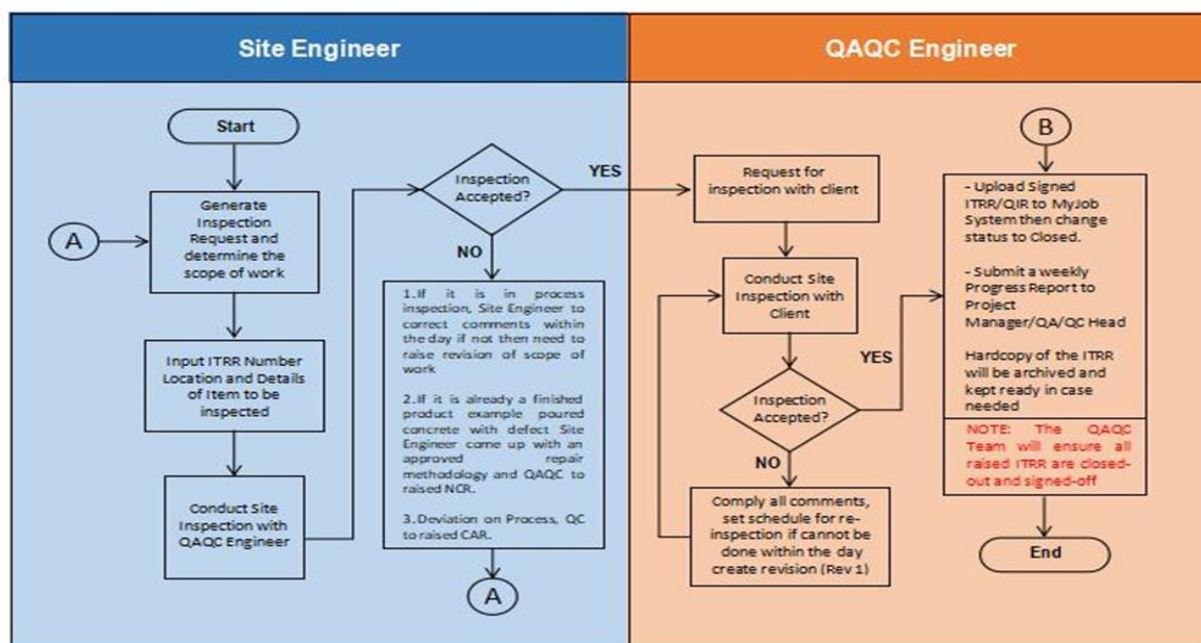 Site Engineer
QAQC Engineer
Start
Generate
Inspection
Request and
determine the
scope of work
A
Input ITRR Number
Location and Details
of Item to be
inspected
Conduct Site
Inspection with
QAQC Engineer
Inspection
Accepted?
YES
NO
1.If it is in process
inspection, Site Engineer to
correct comments within
the day if not then need to
raise revision of scope of
work
2.If it is already a finished
product example poured
concrete with defect Site
Engineer come up with an
approved repair
methodology and QAQC to
raised NCR.
3.Deviation on Process, QC
to raised CAR.
A
Request for
inspection with client
Conduct Site
Inspection with
Client
Inspection
Accepted?
YES
NO
Comply all comments,
set schedule for re-
inspection if cannot be
done within the day
create revision (Rev 1)
B
- Upload Signed
ITRR/QIR to MyJob
System then change
status to Closed.
- Submit a weekly
Progress Report to
Project
Manager/QA/QC Head
Hardcopy of the ITRR
will be archived and
kept ready in case
needed
NOTE: The QAQC
Team will ensure all
raised ITRR are closed-
out and signed-off
End